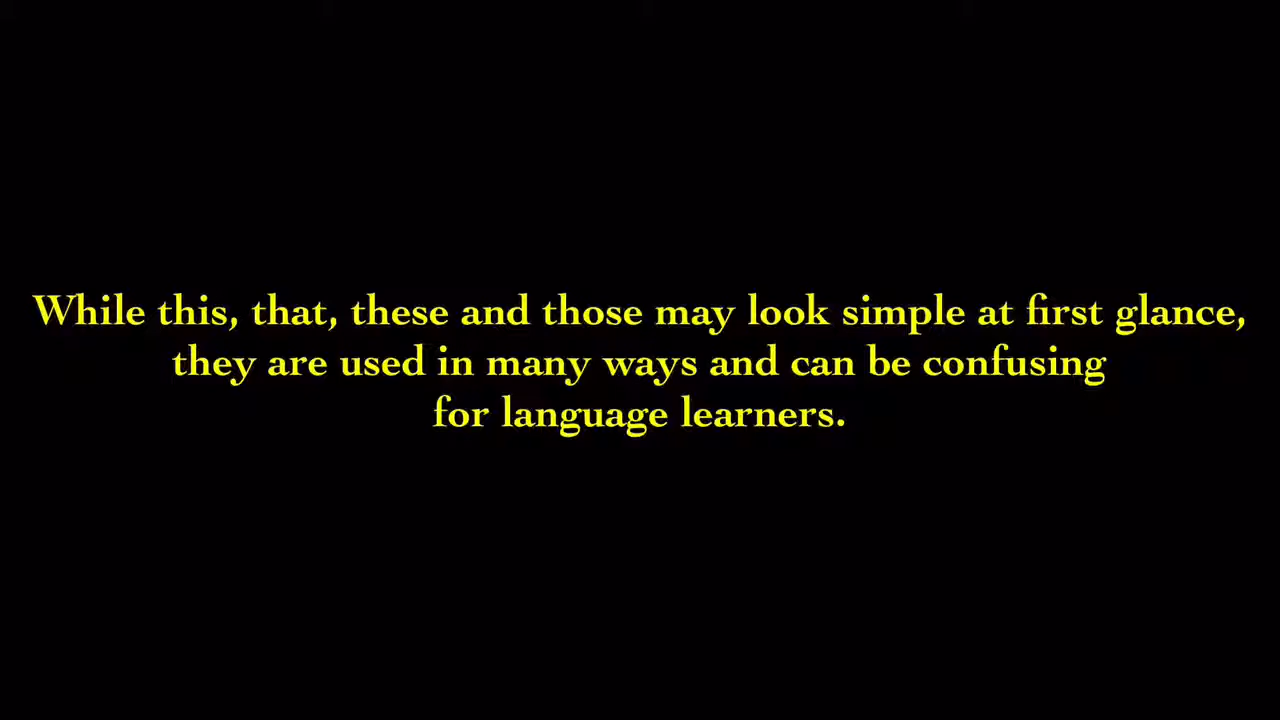 While this, that, these and those may look simple at first glance,
they are used in many ways and can be confusing
for language learners.